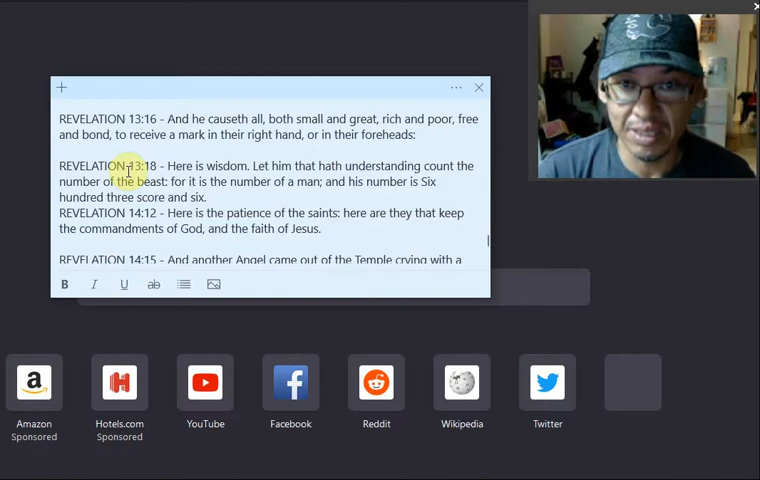 REVELATION 13:16 - And he causeth all, both small and great, rich and poor, free
and bond, to receive a mark in their right hand, or in their foreheads:
REVELATION 13:18 - Here is wisdom. Let him that hath understanding count the
number of the beast: for it is the number of a man; and his number is Six
hundred three score and six.
REVELATION 14:12 - Here is the patience of the saints: here are they that keep
the commandments of God, and the faith of Jesus.
REVELATION 14:15 - And another Angel came out of the Temple crying with a
B I U ab
Amazon
Sponsored
Hotels.com
Sponsored
YouTube
Facebook
Reddit
Wikipedia
Twitter